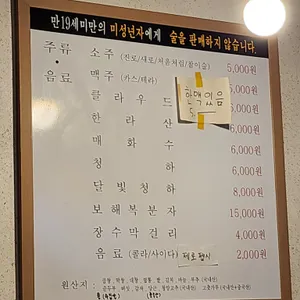 만19세미만의 미성년자에게 술을 판매하지 않습니다.
주류 소주 (진로/새로/처음처럼/참이슬) 5,000원
음료 맥주 (카스/테라) 5,000원
클라우드 6,000원
한맥있음
한라산 6,000원
매화수 6,000원
청하 6,000원
달빛청하 8,000원
보해복분자 15,000원
장수막걸리 4,000원
음료 (콜라/사이다) 제로펩시 2,000원
원산지 :